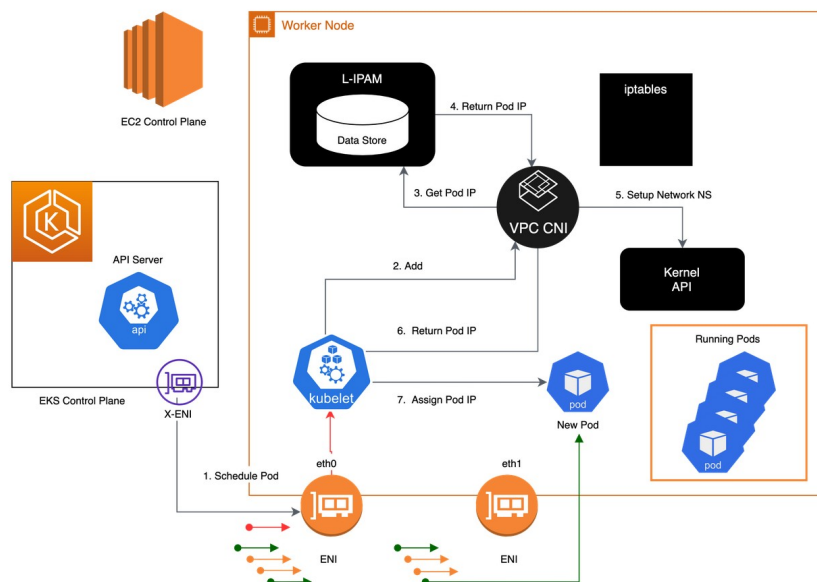 Worker Node
L-IPAM
Data Store
EC2 Control Plane
4. Return Pod IP
iptables
3. Get Pod IP
VPC CNI
5. Setup Network NS
K
API Server
api
2. Add
Kernel
API
6. Return Pod IP
Running Pods
kubelet
7. Assign Pod IP
pod
New Pod
pod
EKS Control Plane
X-ENI
1. Schedule Pod
eth0
eth1
ENI
ENI